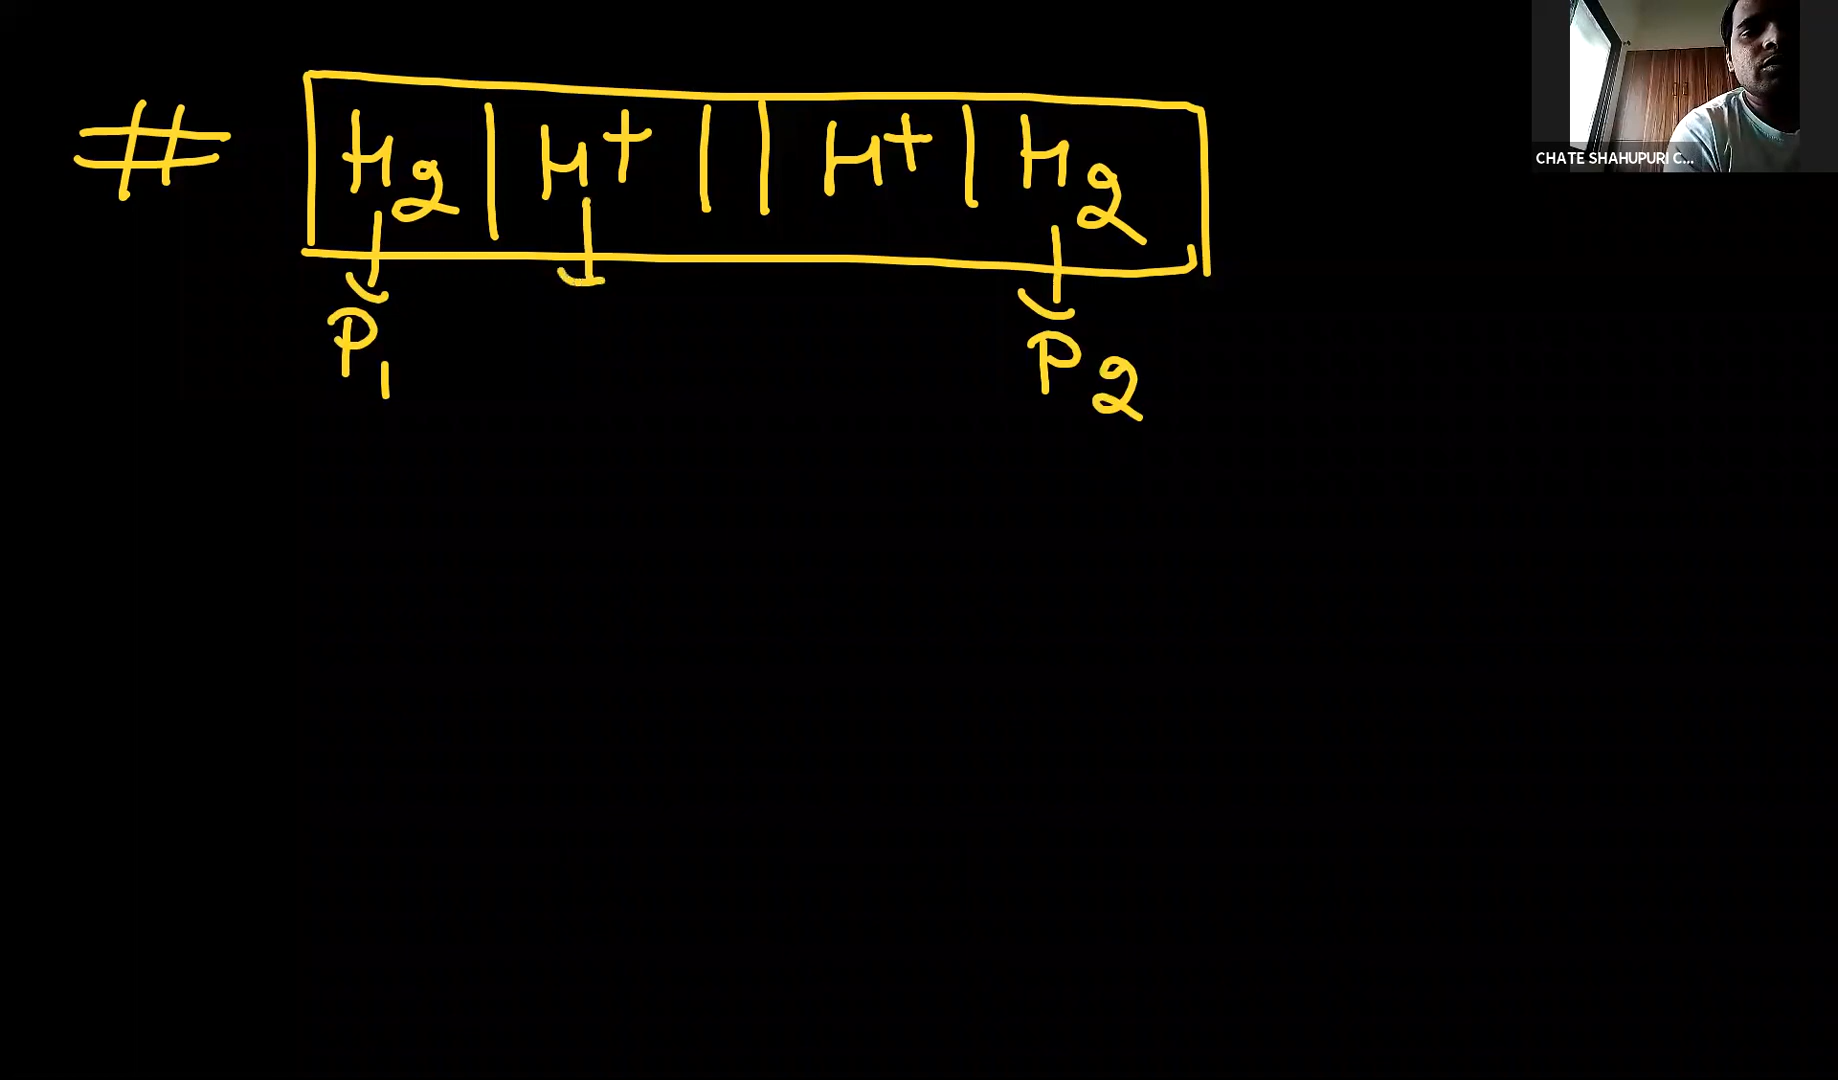 # H₂ | H⁺ | | H⁺ | H₂
P₁ P₂
CHATE SHAHUPURI C...